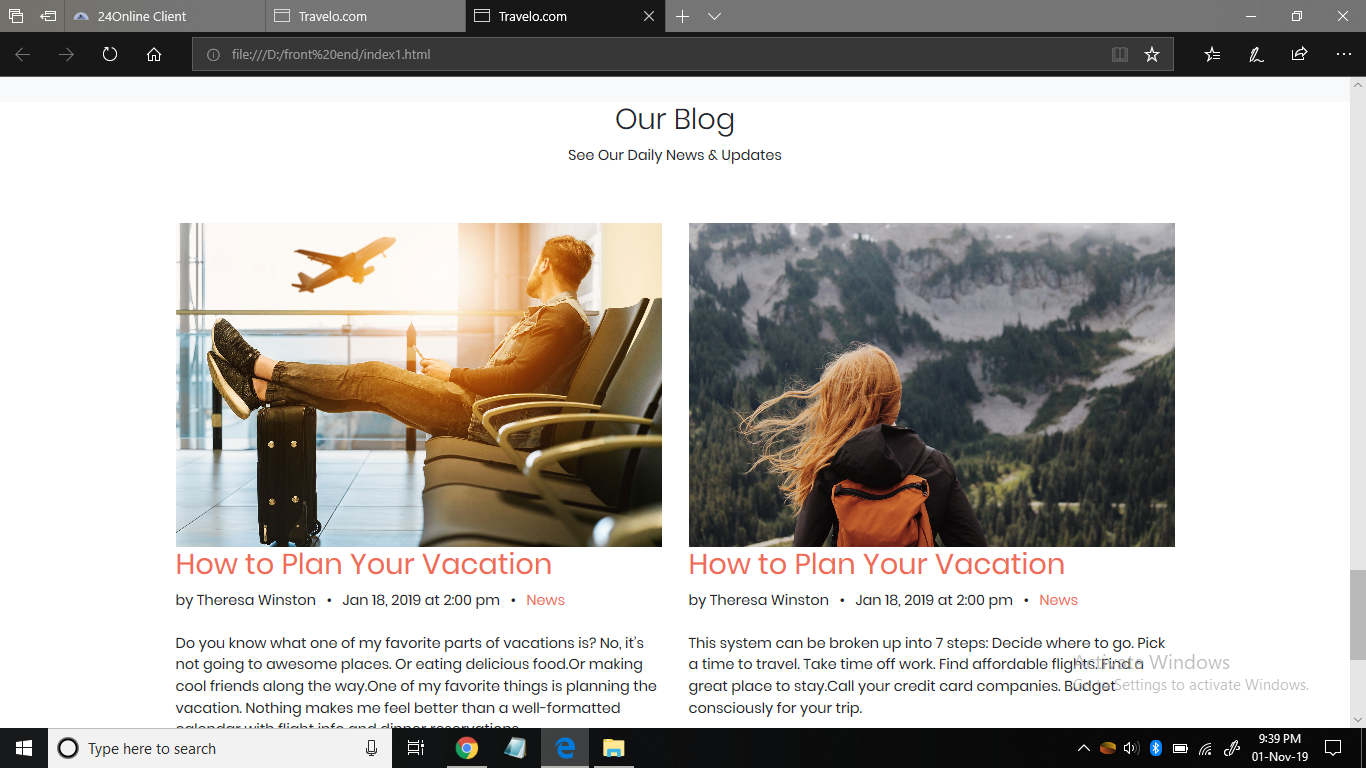 24Online Client
Travelo.com
Travelo.com
file:///D:/front%20end/index1.html
Our Blog
See Our Daily News & Updates
How to Plan Your Vacation
by Theresa Winston • Jan 18, 2019 at 2:00 pm • News
Do you know what one of my favorite parts of vacations is? No, it's
not going to awesome places. Or eating delicious food.Or making
cool friends along the way.One of my favorite things is planning the
vacation. Nothing makes me feel better than a well-formatted
calendar with flight info and dinner reservations
How to Plan Your Vacation
by Theresa Winston • Jan 18, 2019 at 2:00 pm • News
This system can be broken up into 7 steps: Decide where to go. Pick
a time to travel. Take time off work. Find affordable flights. Find a
great place to stay.Call your credit card companies. Budget
consciously for your trip.
Activate Windows
Go to Settings to activate Windows.
Type here to search
9:39 PM
01-Nov-19